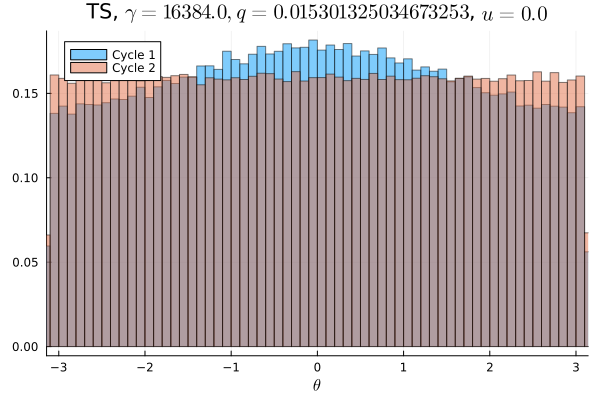 TS, γ = 16384.0, q = 0.015301325034673253, u = 0.0
Cycle 1
Cycle 2
0.15
0.10
0.05
0.00
−3 −2 −1 0 1 2 3
θ